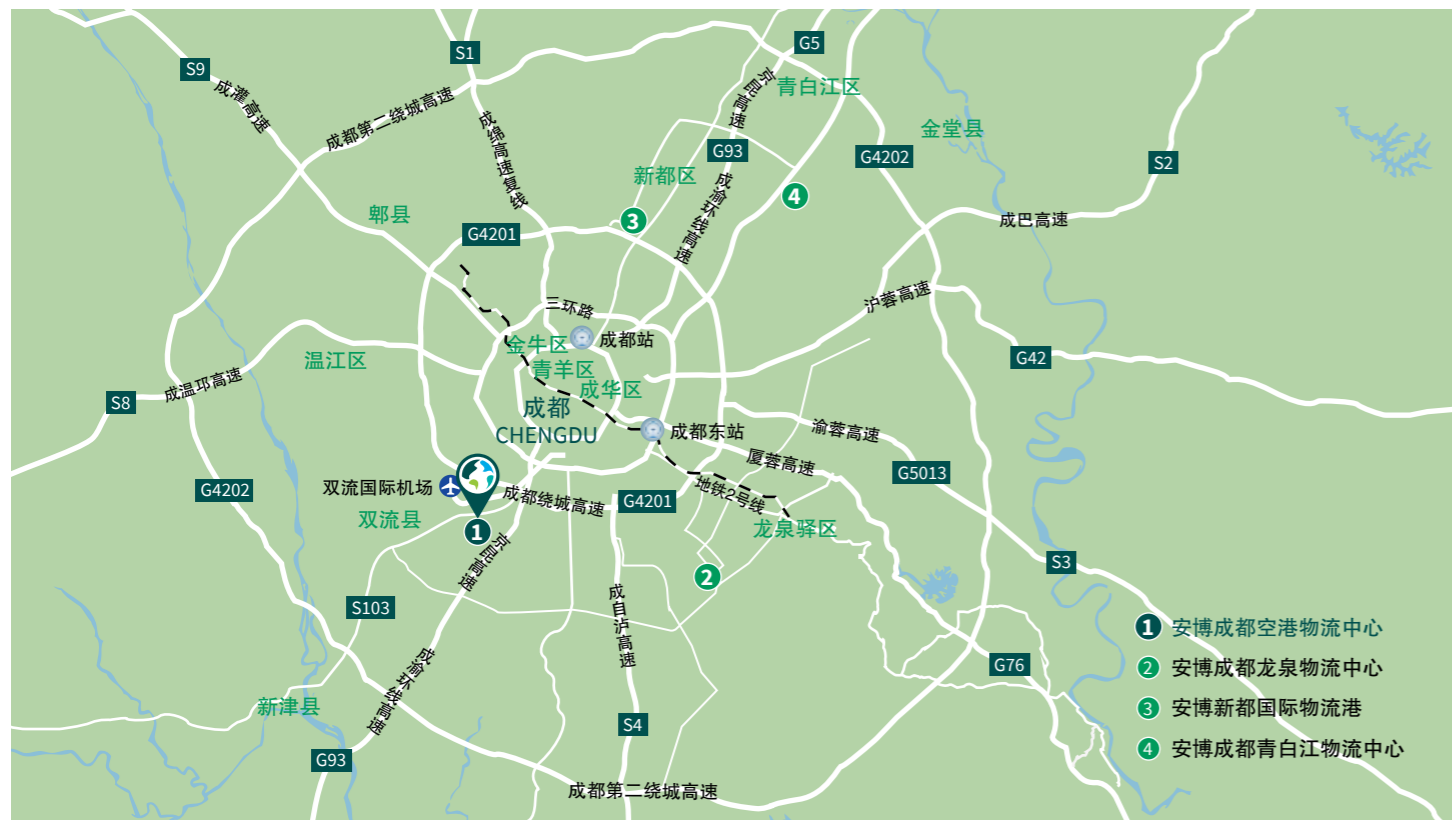 S9
S1
G5
成灌高速
成都第二绕城高速
成绵高速复线
京昆高速
青白江区
金堂县
G93
G4202
S2
新都区
成渝环线高速
4
3
郫县
G4201
成巴高速
沪蓉高速
三环路
成都站
金牛区
青羊区
成华区
温江区
G42
成温邛高速
S8
成都
CHENGDU
成都东站
渝蓉高速
厦蓉高速
G5013
地铁2号线
龙泉驿区
G4202
双流国际机场
双流县
1
成都绕城高速
G4201
京昆高速
2
成自泸高速
S103
S3
G76
成渝环线高速
新津县
S4
G93
成都第二绕城高速
1 安博成都空港物流中心
2 安博成都龙泉物流中心
3 安博新都国际物流港
4 安博成都青白江物流中心